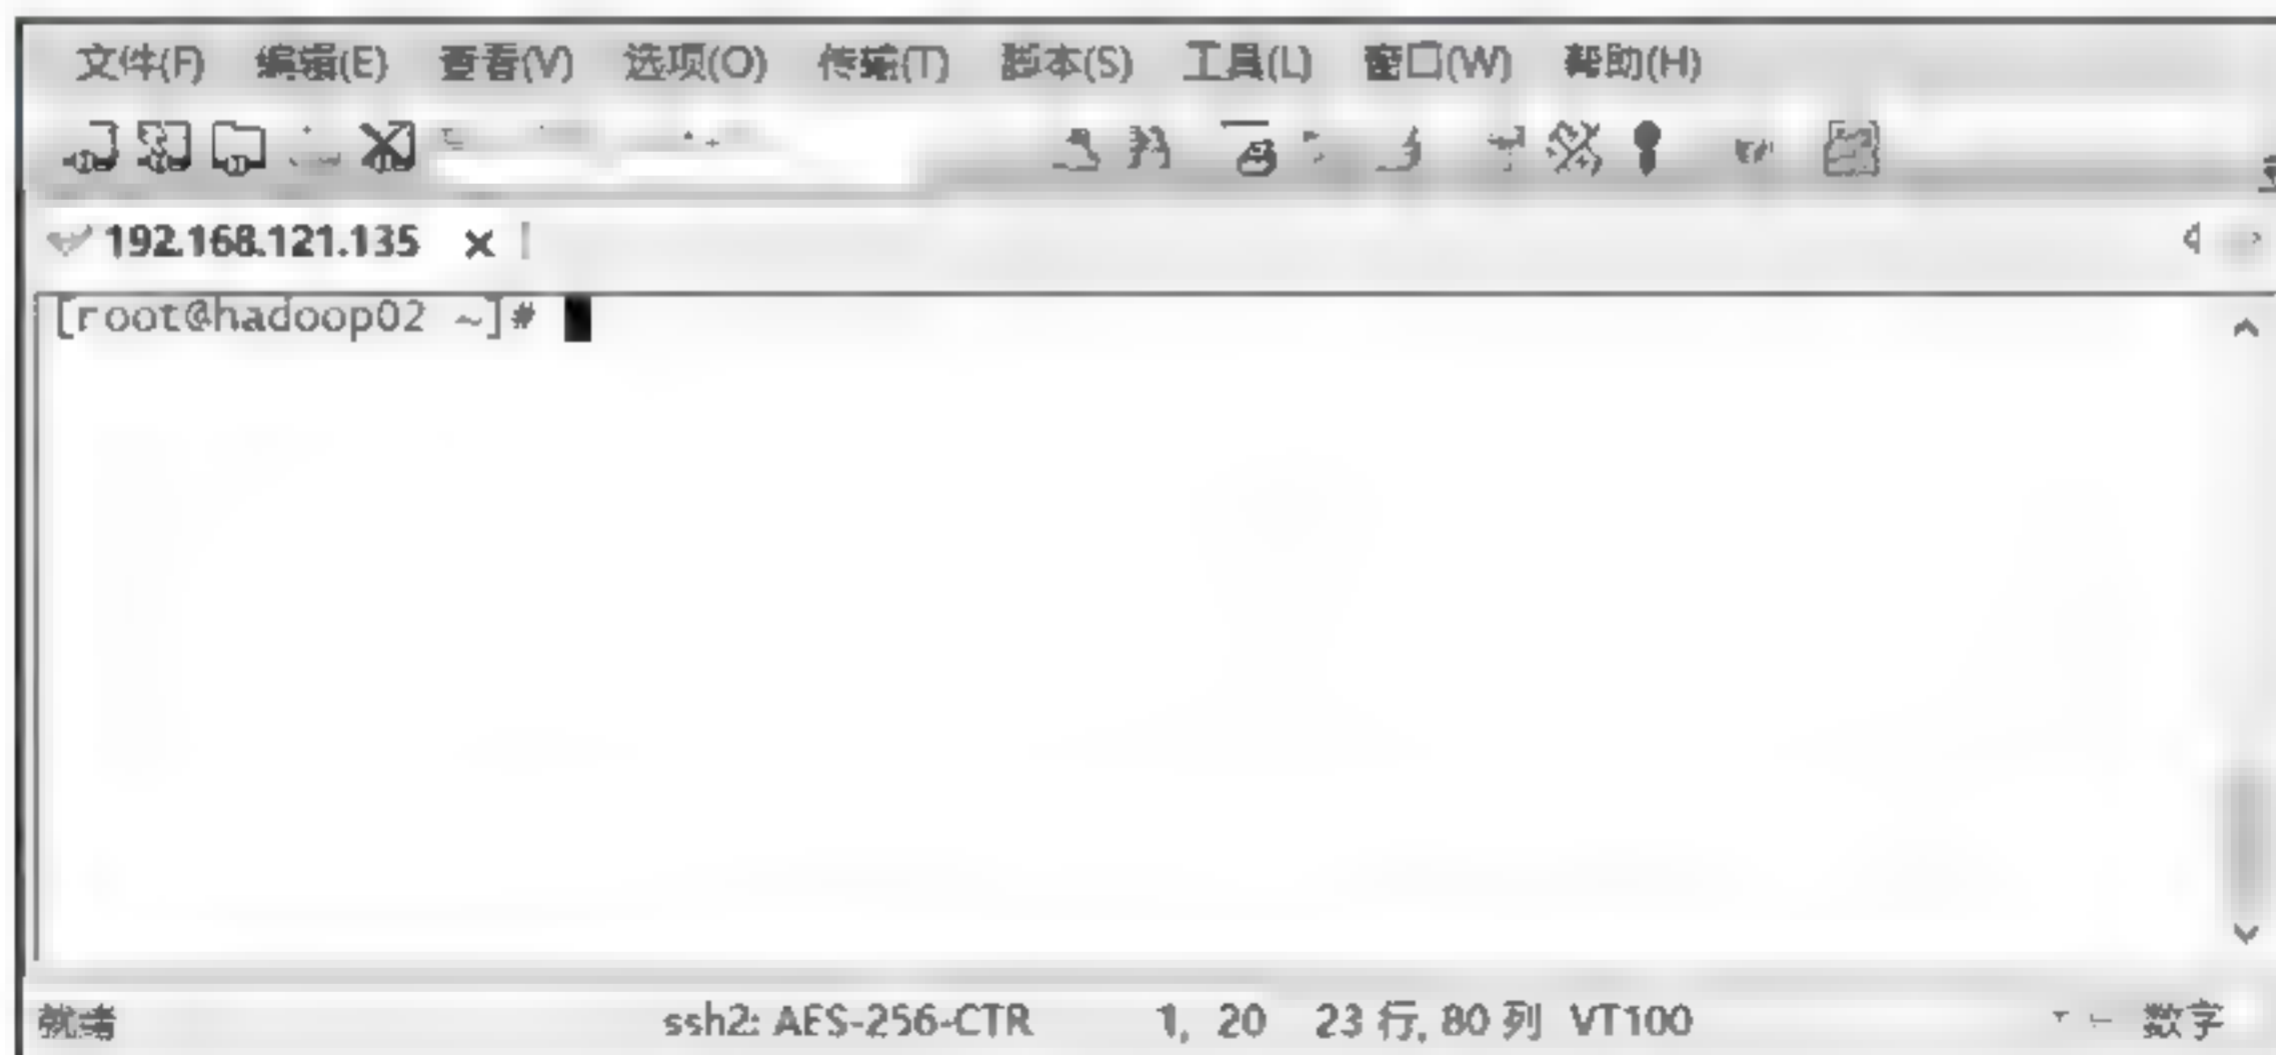 文件(F) 编辑(E) 查看(V) 选项(O) 传输(T) 脚本(S) 工具(L) 窗口(W) 帮助(H)
192.168.121.135
[root@hadoop02 ~]#
就绪 ssh2: AES-256-CTR 1, 20 23 行, 80 列 VT100 数字